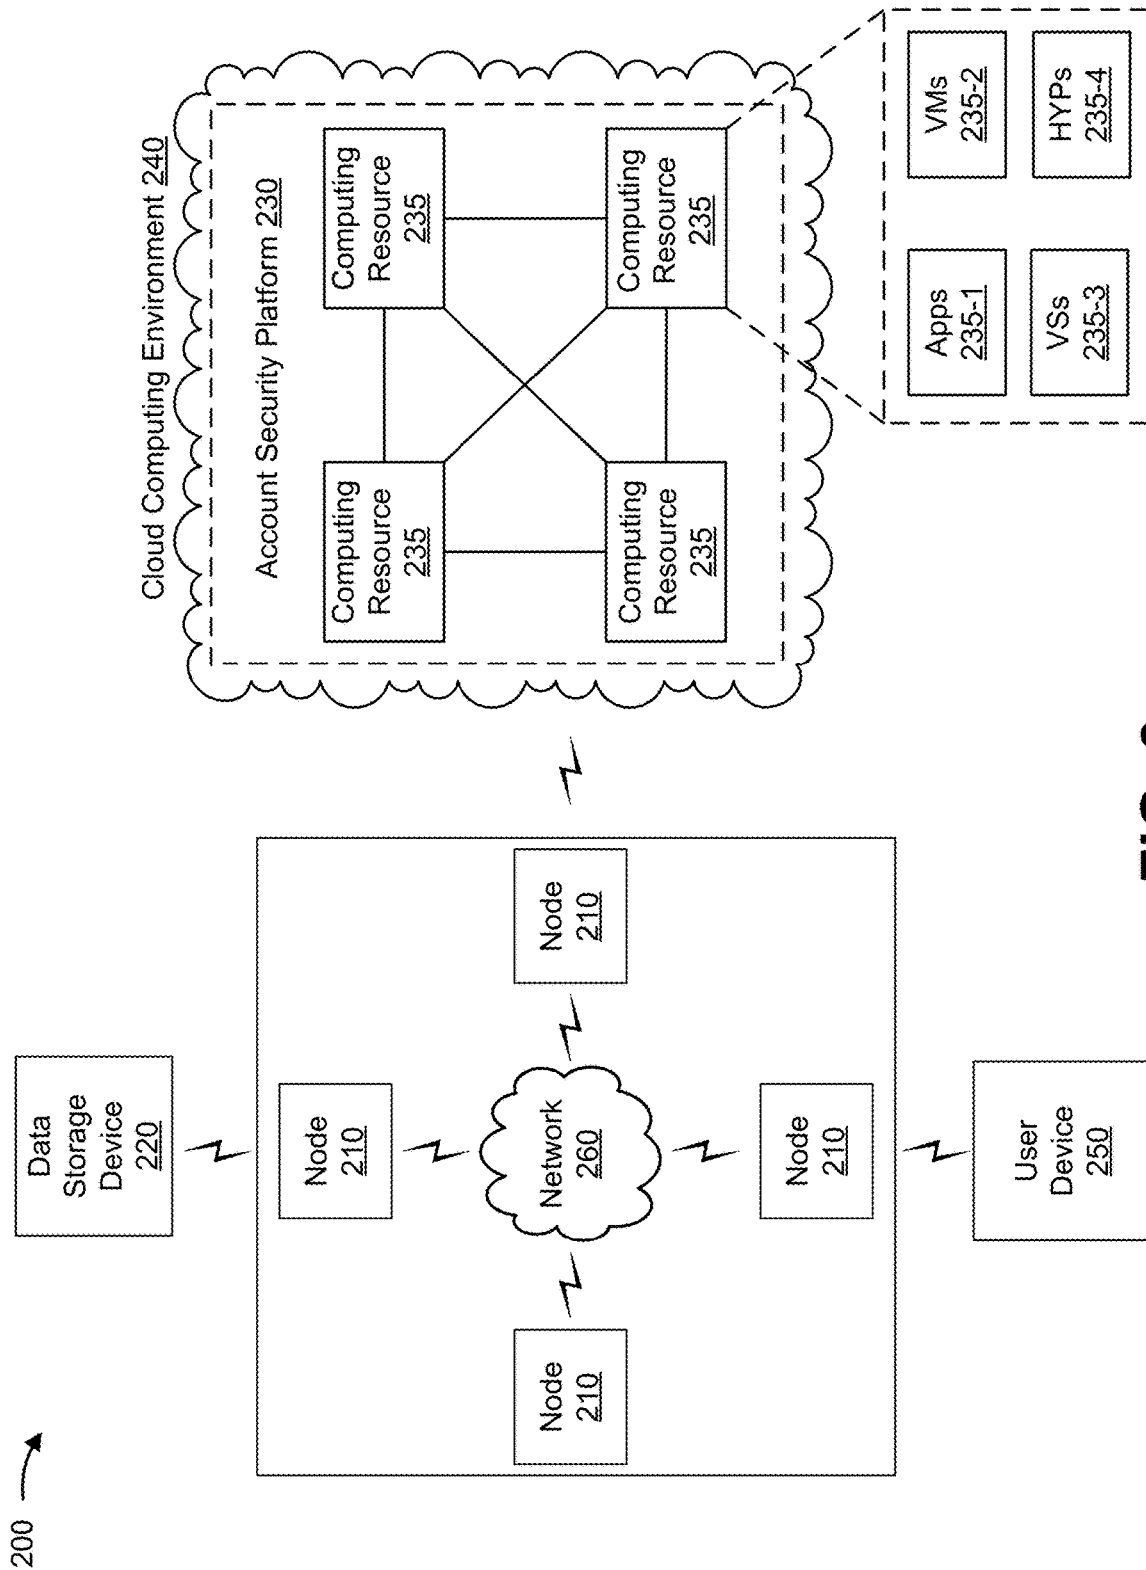 200
Data
Storage
Device
220
Node
210
Node
210
Network
260
Node
210
Node
210
User
Device
250
Cloud Computing Environment 240
Account Security Platform 230
Computing
Resource
235
Computing
Resource
235
Computing
Resource
235
Computing
Resource
235
Apps
235-1
VMs
235-2
VSs
235-3
HYPs
235-4